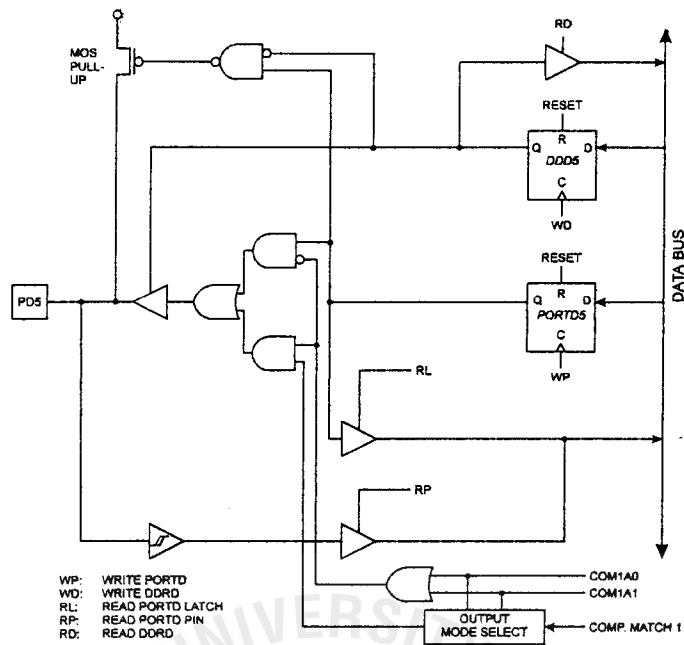 RD
MOS
PULL-
UP
RESET
R
Q
D
DDD5
C
WD
DATA BUS
RESET
R
Q
D
PORTD5
C
WP
PD5
RL
RP
WP: WRITE PORTD
WD: WRITE DDRD
RL: READ PORTD LATCH
RP: READ PORTD PIN
RD: READ DDRD
COM1A0
COM1A1
OUTPUT
MODE SELECT
COMP. MATCH 1